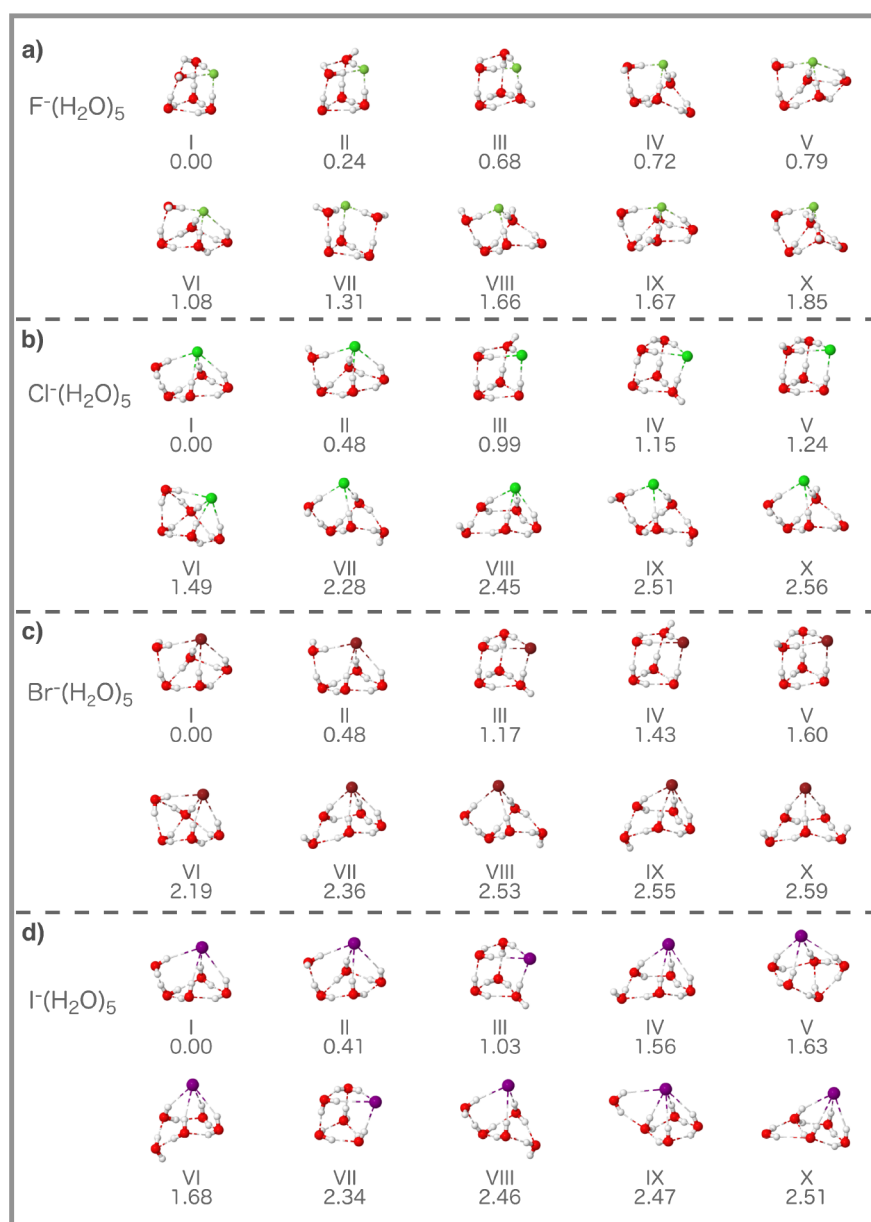 a)
F⁻(H₂O)₅
I II III IV V
0.00 0.24 0.68 0.72 0.79
VI VII VIII IX X
1.08 1.31 1.66 1.67 1.85
b)
Cl⁻(H₂O)₅
I II III IV V
0.00 0.48 0.99 1.15 1.24
VI VII VIII IX X
1.49 2.28 2.45 2.51 2.56
c)
Br⁻(H₂O)₅
I II III IV V
0.00 0.48 1.17 1.43 1.60
VI VII VIII IX X
2.19 2.36 2.53 2.55 2.59
d)
I⁻(H₂O)₅
I II III IV V
0.00 0.41 1.03 1.56 1.63
VI VII VIII IX X
1.68 2.34 2.46 2.47 2.51